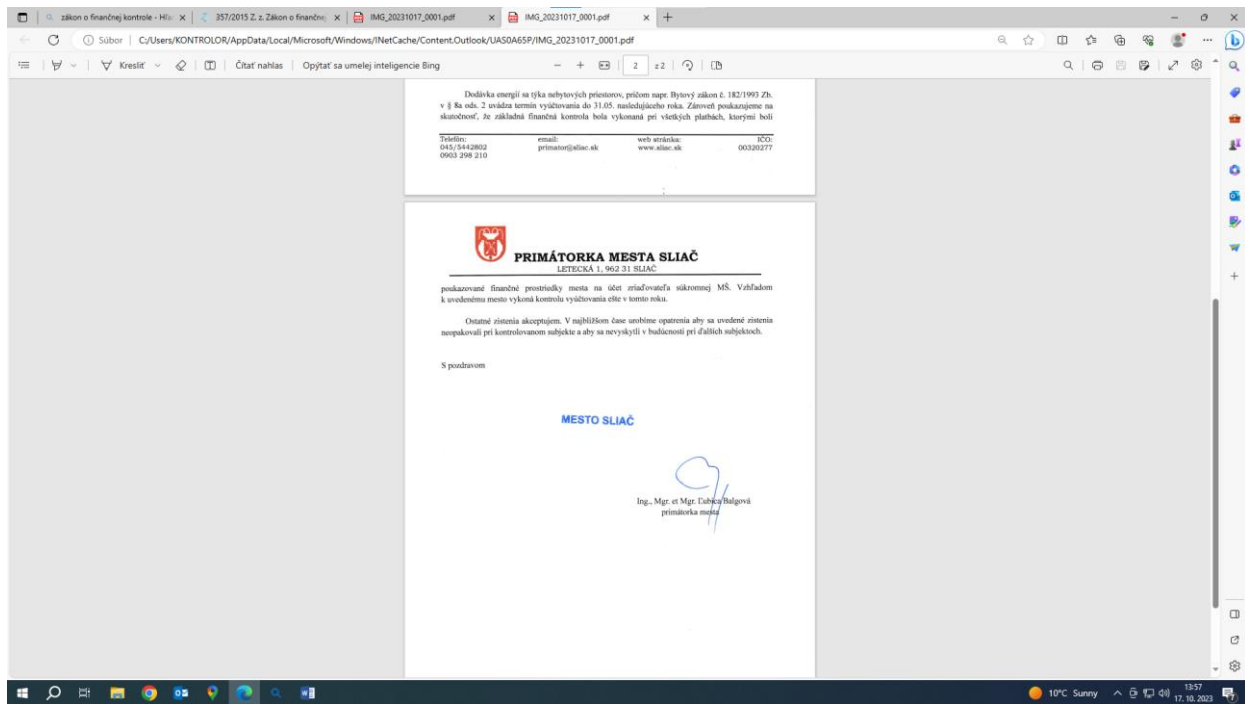 zákon o finančnej kontrole - Hľa
357/2015 Z. z. Zákon o finančnej
IMG_20231017_0001.pdf
IMG_20231017_0001.pdf
Súbor
C:/Users/KONTROLOR/AppData/Local/Microsoft/Windows/INetCache/Content.Outlook/UAS0A65P/IMG_20231017_0001.pdf
Kresliť
Čítať nahlas
Opýtať sa umelej inteligencie Bing
2 z 2
Dodávka energií sa týka nebytových priestorov, pričom napr. Bytový zákon č. 182/1993 Zb.
v § 8a ods. 2 uvádza termín vyúčtovania do 31.05. nasledujúceho roka. Zároveň poukazujeme na
skutočnosť, že základná finančná kontrola bola vykonaná pri všetkých platbách, ktorými boli
Telefón: email: web stránka: IČO:
045/5442802 primator@sliac.sk www.sliac.sk 00320277
0903 298 210
PRIMÁTORKA MESTA SLIAČ
LETECKÁ 1, 962 31 SLIAČ
poukazované finančné prostriedky mesta na účet zriaďovateľa súkromnej MŠ. Vzhľadom
k uvedenému mesto vykoná kontrolu vyúčtovania ešte v tomto roku.
Ostatné zistenia akceptujem. V najbližšom čase urobíme opatrenia aby sa uvedené zistenia
neopakovali pri kontrolovanom subjekte a aby sa nevyskytli v budúcnosti pri ďalších subjektoch.
S pozdravom
MESTO SLIAČ
Ing., Mgr. et Mgr. Ľubica Balgová
primátorka mesta
10°C Sunny
13:57
17. 10. 2023